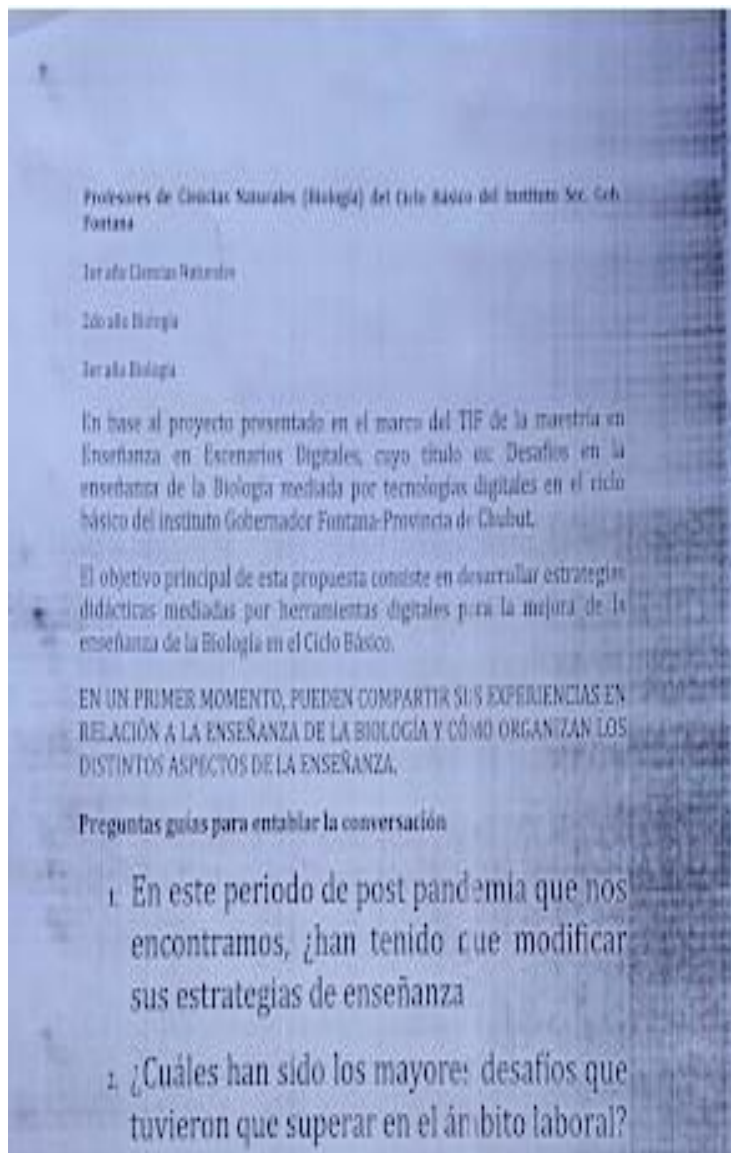 Profesores de Ciencias Naturales (Biología) del Ciclo Básico del Instituto Sec. Gob.
Fontana
1er año Ciencias Naturales
2do año Biología
3er año Biología
En base al proyecto presentado en el marco del TIF de la maestría en
Enseñanza en Escenarios Digitales, cuyo título es: Desafíos en la
enseñanza de la Biología mediada por tecnologías digitales en el ciclo
básico del instituto Gobernador Fontana-Provincia de Chubut.
El objetivo principal de esta propuesta consiste en desarrollar estrategias
didácticas mediadas por herramientas digitales para la mejora de la
enseñanza de la Biología en el Ciclo Básico.
EN UN PRIMER MOMENTO, PUEDEN COMPARTIR SUS EXPERIENCIAS EN
RELACIÓN A LA ENSEÑANZA DE LA BIOLOGÍA Y CÓMO ORGANIZAN LOS
DISTINTOS ASPECTOS DE LA ENSEÑANZA.
Preguntas guías para entablar la conversación
1. En este periodo de post pandemia que nos
encontramos, ¿han tenido que modificar
sus estrategias de enseñanza
2. ¿Cuáles han sido los mayores desafíos que
tuvieron que superar en el ámbito laboral?